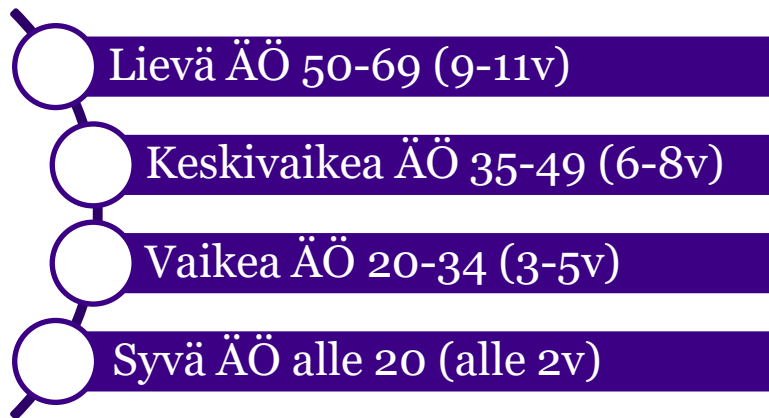 Lievä ÄÖ 50-69 (9-11v)
Keskivaikea ÄÖ 35-49 (6-8v)
Vaikea ÄÖ 20-34 (3-5v)
Syvä ÄÖ alle 20 (alle 2v)